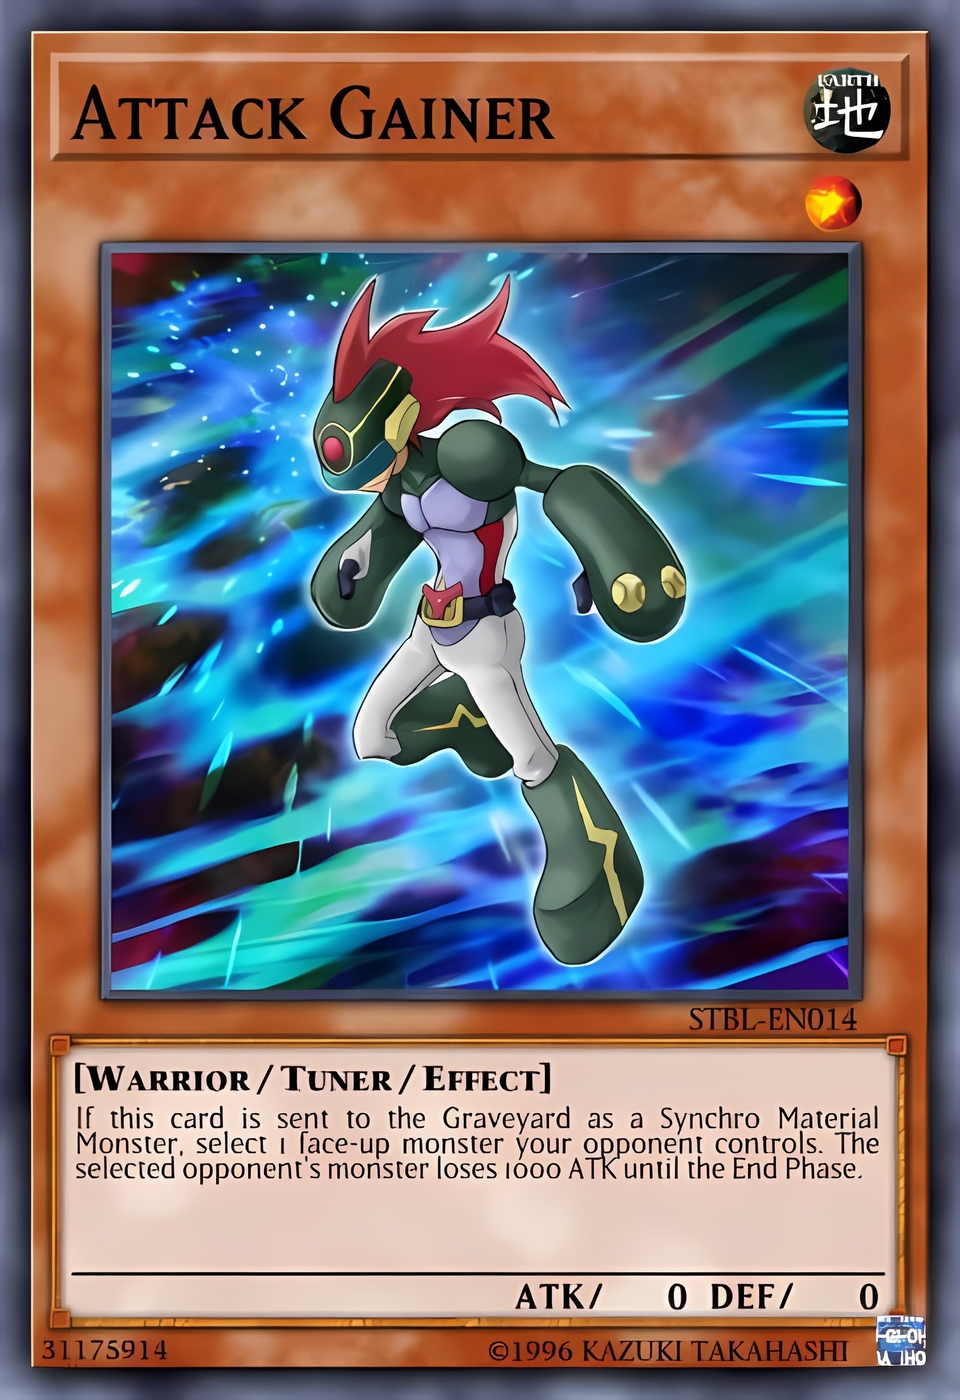 ATTACK GAINER
EARTH
地
STBL-EN014
[WARRIOR / TUNER / EFFECT]
If this card is sent to the Graveyard as a Synchro Material
Monster, select 1 face-up monster your opponent controls. The
selected opponent's monster loses 1000 ATK until the End Phase.
ATK/ 0 DEF/ 0
31175914
©1996 KAZUKI TAKAHASHI